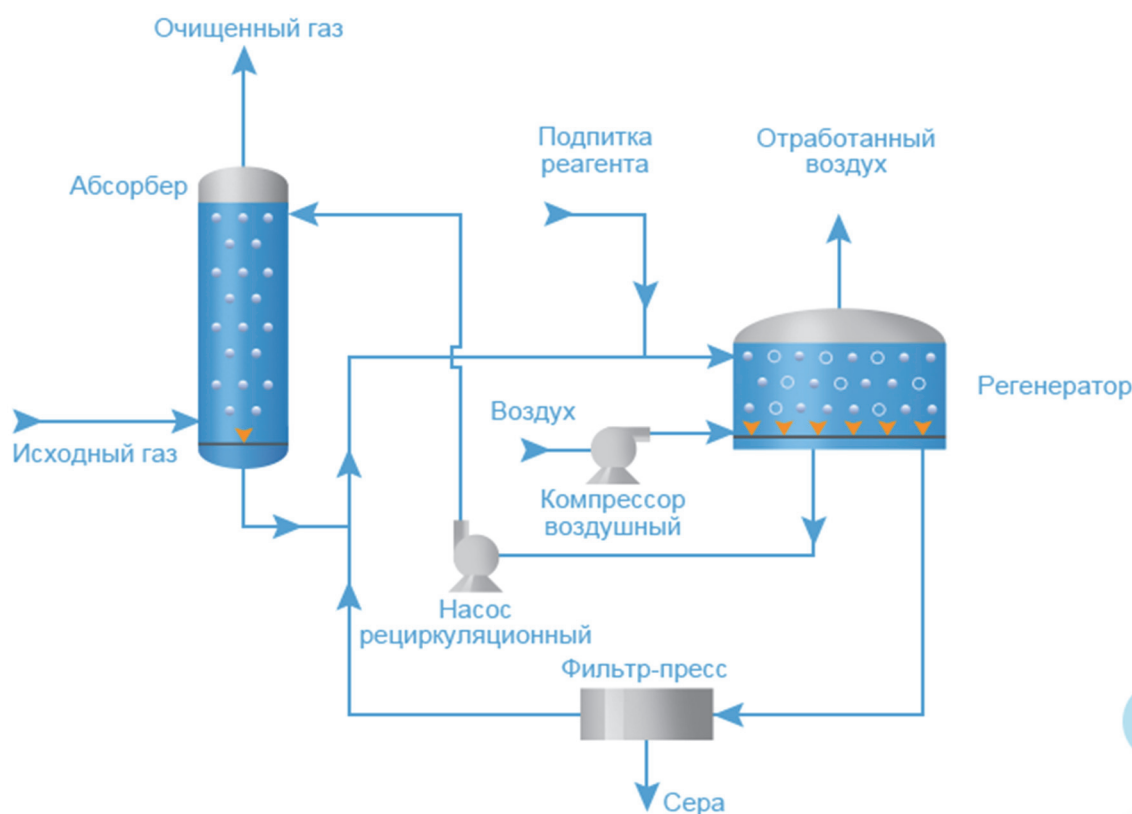 Очищенный газ
Абсорбер
Подпитка
реагента
Отработанный
воздух
Регенератор
Исходный газ
Воздух
Компрессор
воздушный
Насос
рециркуляционный
Фильтр-пресс
Сера